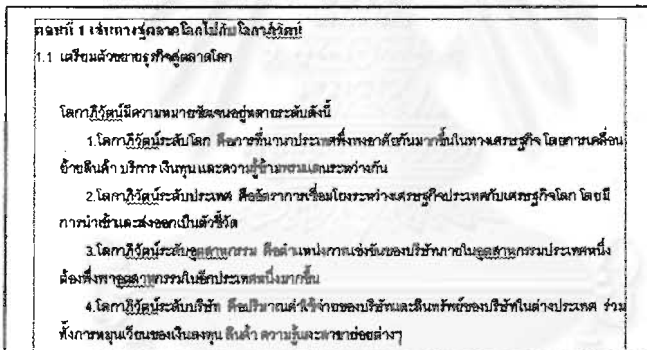 ตอนที่ 1 เส้นทางสู่ตลาดโลกไปกับโลกาภิวัตน์
1.1 เตรียมตัวขยายธุรกิจสู่ตลาดโลก
โลกาภิวัตน์มีความหมายชัดเจนอยู่หลายระดับดังนี้
1.โลกาภิวัตน์ระดับโลก คือการที่นานาประเทศพึ่งพาอาศัยกันมากขึ้นในทางเศรษฐกิจ โดยการเคลื่อน
ย้ายสินค้า บริการ เงินทุน และความรู้ข้ามพรมแดนระหว่างกัน
2.โลกาภิวัตน์ระดับประเทศ คืออัตราการเชื่อมโยงระหว่างเศรษฐกิจประเทศกับเศรษฐกิจโลก โดยมี
การนำเข้าและส่งออกเป็นตัวชี้วัด
3.โลกาภิวัตน์ระดับอุตสาหกรรม คือตำแหน่งการแข่งขันของบริษัทภายในอุตสาหกรรมประเทศหนึ่ง
ต้องพึ่งพาอุตสาหกรรมในอีกประเทศหนึ่งมากขึ้น
4.โลกาภิวัตน์ระดับบริษัท คือปริมาณค่าใช้จ่ายของบริษัทและสินทรัพย์ของบริษัทในต่างประเทศ รวม
ทั้งการหมุนเวียนของเงินลงทุน สินค้า ความรู้และสาขาย่อยต่างๆ